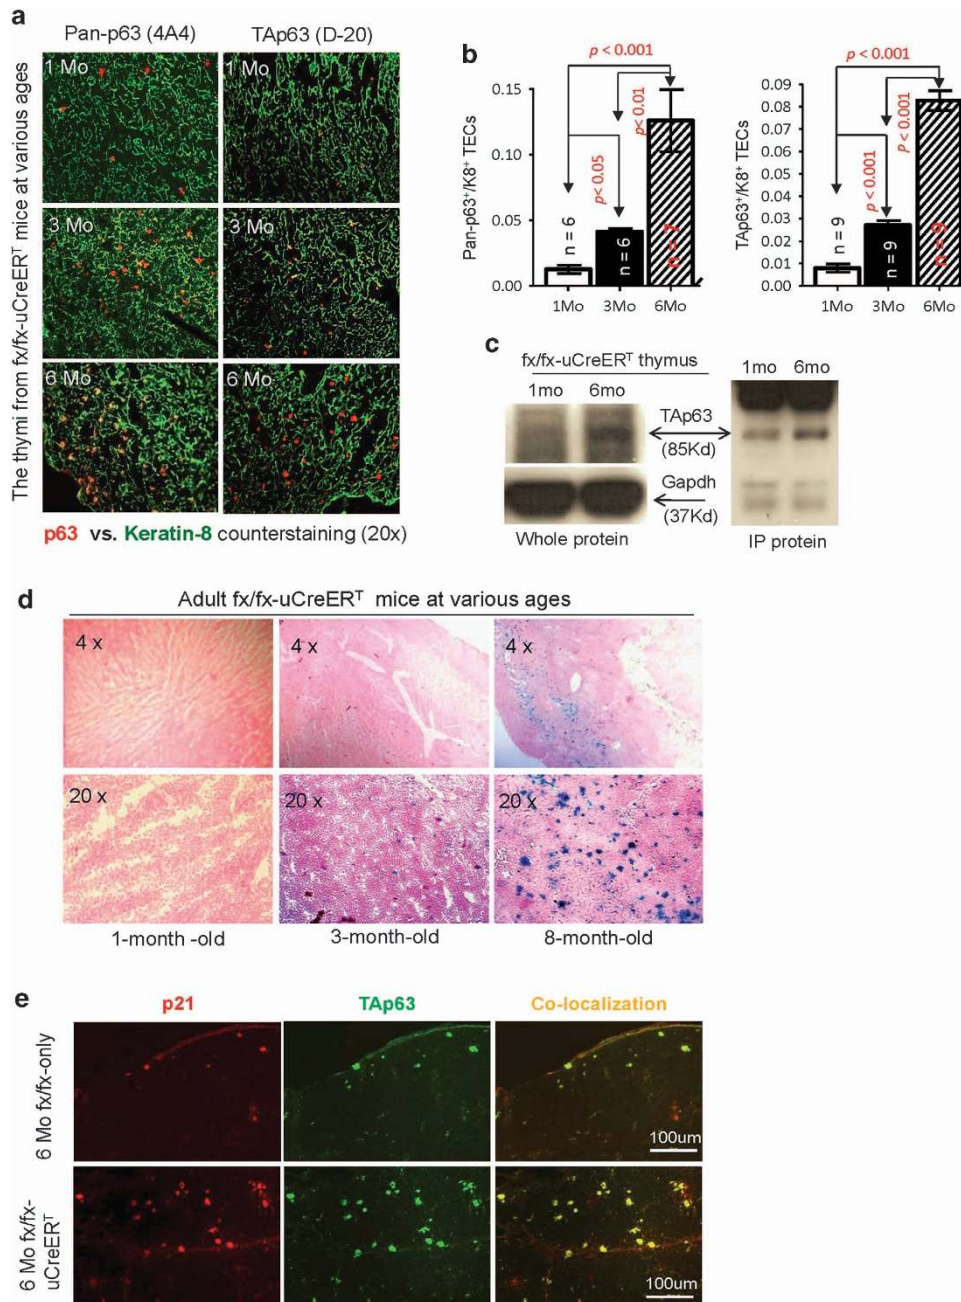 a
Pan-p63 (4A4)
TAp63 (D-20)
The thymi from fx/fx-uCreERᵀ mice at various ages
1 Mo
1 Mo
3 Mo
3 Mo
6 Mo
6 Mo
p63 vs. Keratin-8 counterstaining (20x)
b
Pan-p63⁺/K8⁺ TECs
0.15
0.10
0.05
0.00
p < 0.001
p< 0.01
p< 0.05
n = 6
n = 6
1Mo
3Mo
6Mo
TAp63⁺/K8⁺ TECs
0.09
0.08
0.07
0.06
0.05
0.04
0.03
0.02
0.01
0.00
p < 0.001
p < 0.001
p < 0.001
n = 9
n = 9
n = 9
1Mo
3Mo
6Mo
c
fx/fx-uCreERᵀ thymus
1mo
6mo
1mo
6mo
TAp63
(85Kd)
Gapdh
(37Kd)
Whole protein
IP protein
d
Adult fx/fx-uCreERᵀ mice at various ages
4 x
4 x
4 x
20 x
20 x
20 x
1-month -old
3-month-old
8-month-old
e
p21
TAp63
Co-localization
6 Mo fx/fx-only
100um
6 Mo fx/fx-
uCreERᵀ
100um